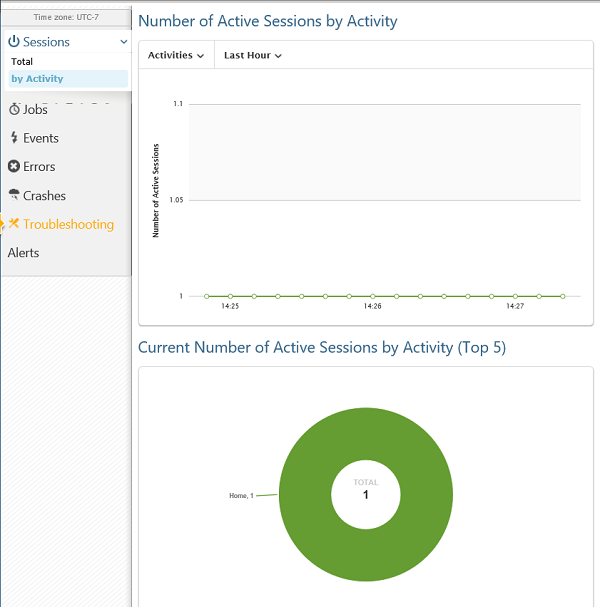 Time zone: UTC-7
Sessions
Total
by Activity
Jobs
Events
Errors
Crashes
Troubleshooting
Alerts
Number of Active Sessions by Activity
Activities
Last Hour
1.1
1.05
1
Number of Active Sessions
14:25
14:26
14:27
Current Number of Active Sessions by Activity (Top 5)
Home, 1
TOTAL
1